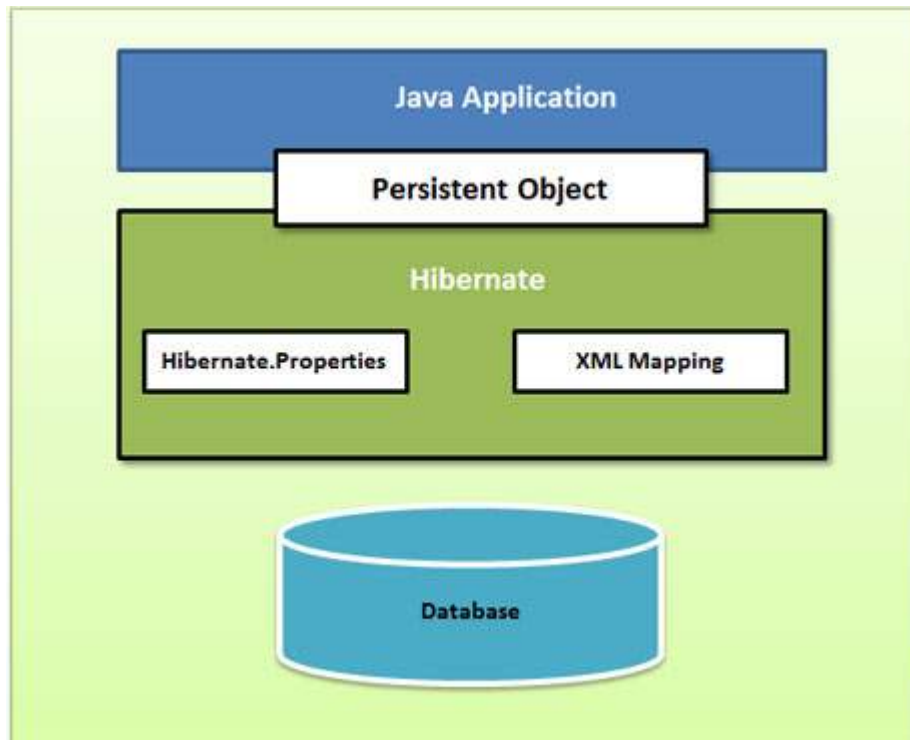 Java Application
Persistent Object
Hibernate
Hibernate.Properties
XML Mapping
Database